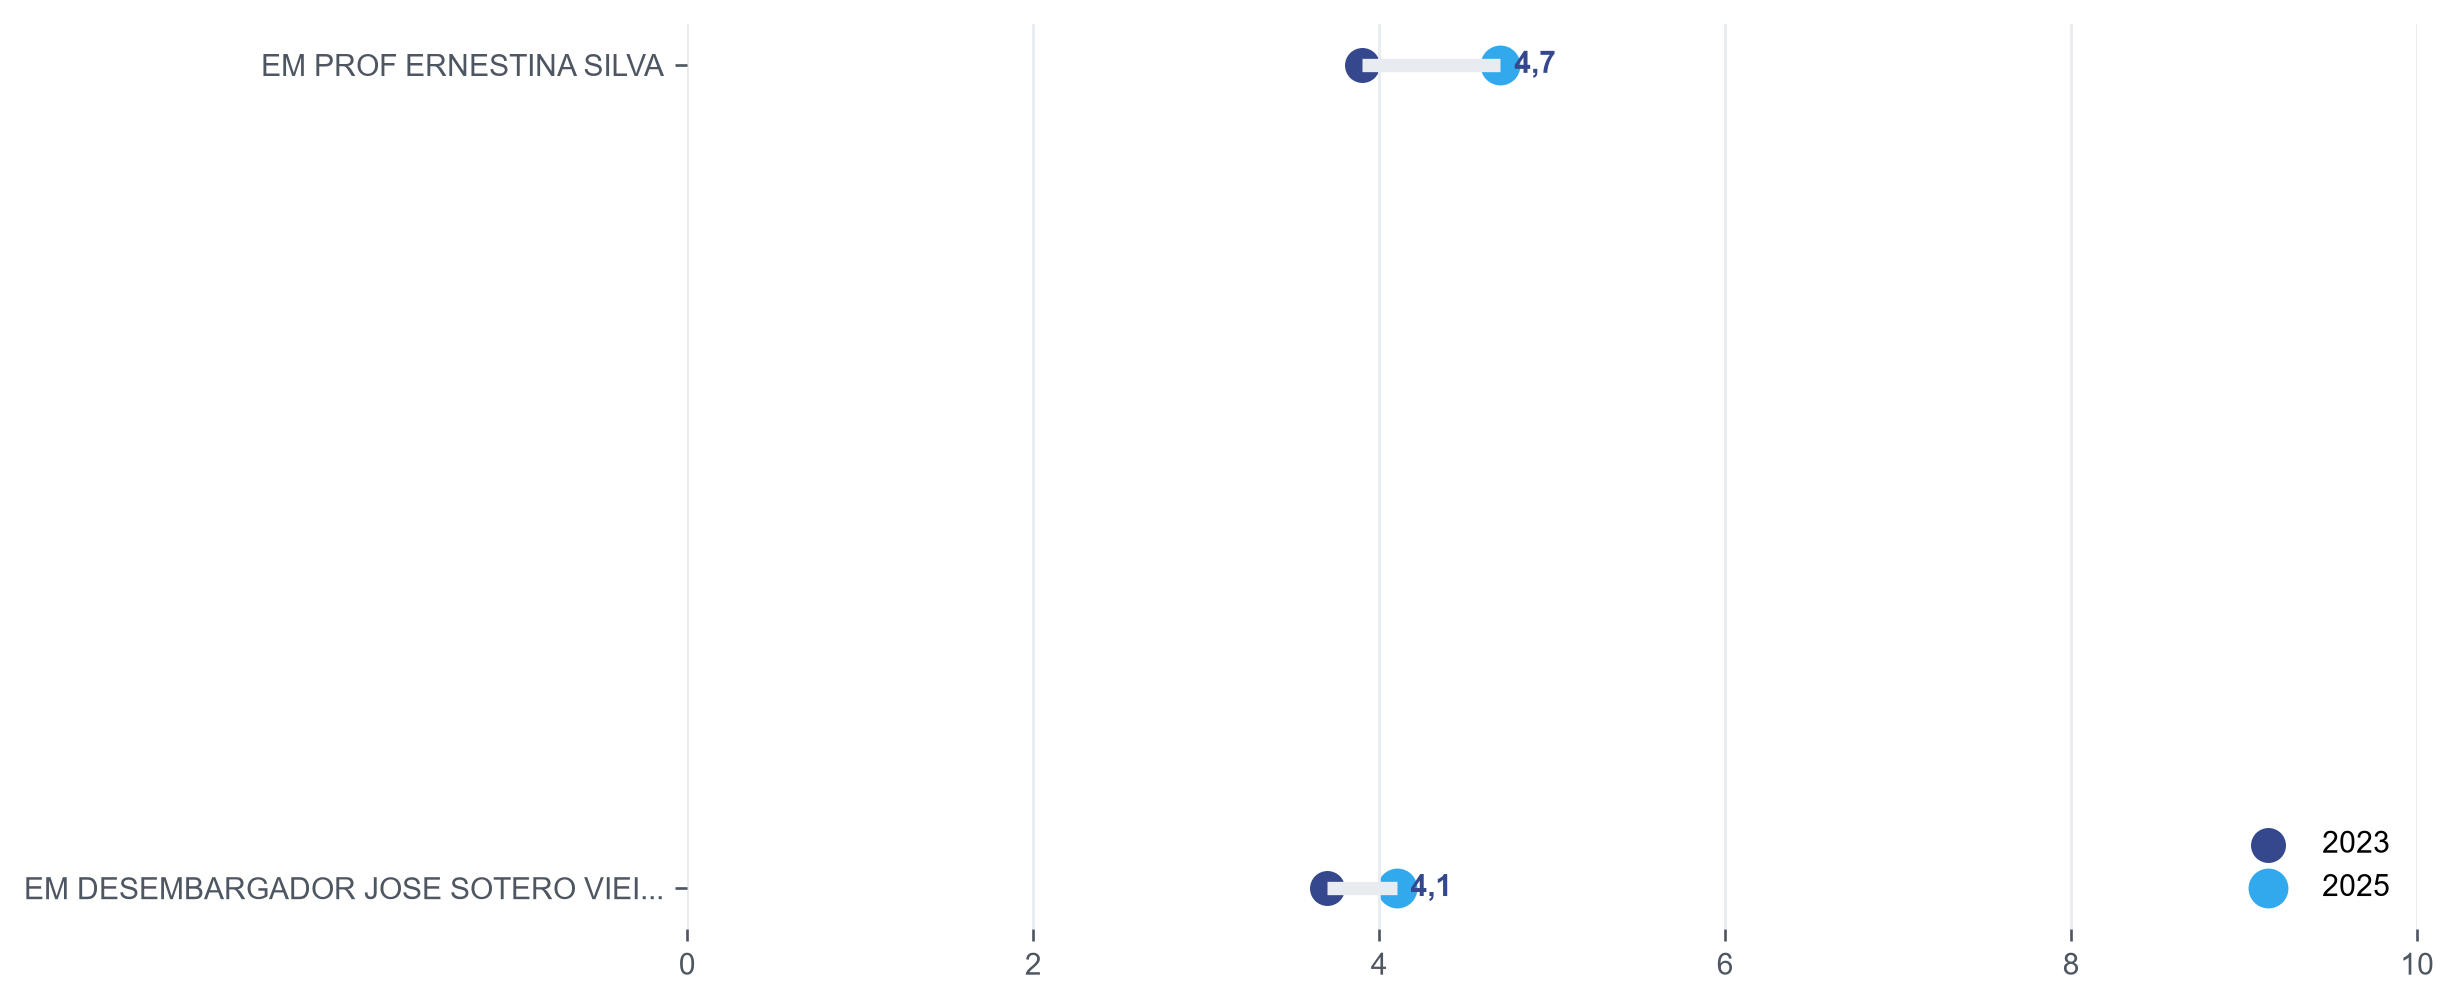 EM PROF ERNESTINA SILVA
4,7
EM DESEMBARGADOR JOSE SOTERO VIEI...
4,1
2023
2025
0 2 4 6 8 10